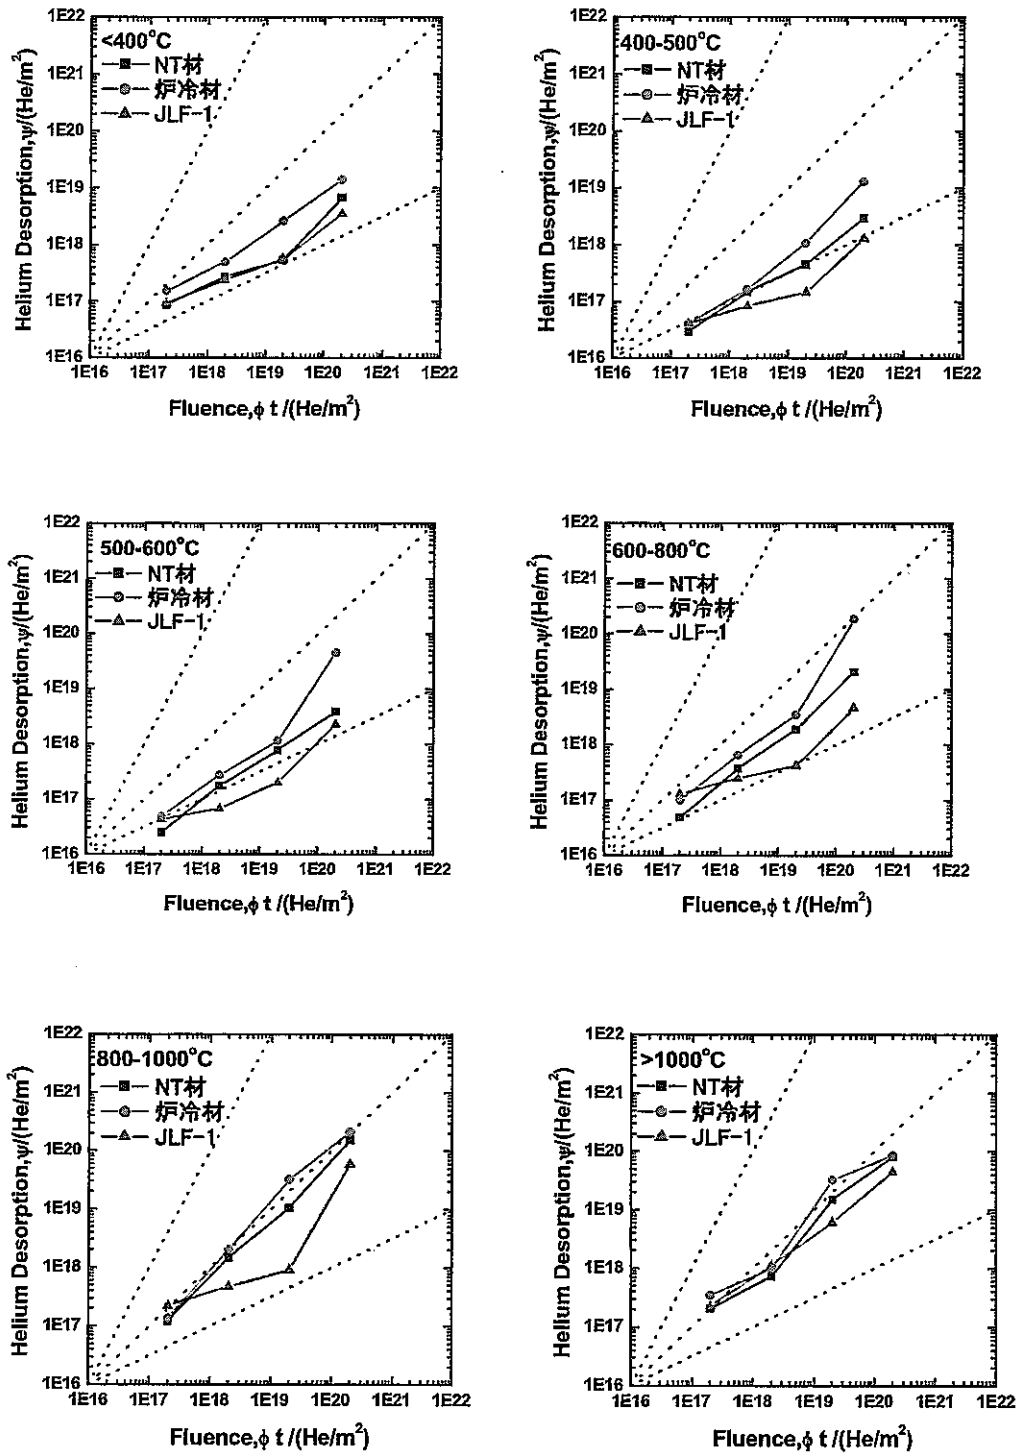 1E22
1E21
1E20
1E19
1E18
1E17
1E16
Helium Desorption,ψ/(He/m²)
<400°C
NT材
炉冷材
JLF-1
1E16 1E17 1E18 1E19 1E20 1E21 1E22
Fluence,ϕ t /(He/m²)
1E22
1E21
1E20
1E19
1E18
1E17
1E16
Helium Desorption,ψ/(He/m²)
400-500°C
NT材
炉冷材
JLF-1
1E16 1E17 1E18 1E19 1E20 1E21 1E22
Fluence,ϕ t /(He/m²)
1E22
1E21
1E20
1E19
1E18
1E17
1E16
Helium Desorption,ψ/(He/m²)
500-600°C
NT材
炉冷材
JLF-1
1E16 1E17 1E18 1E19 1E20 1E21 1E22
Fluence,ϕ t /(He/m²)
1E22
1E21
1E20
1E19
1E18
1E17
1E16
Helium Desorption,ψ/(He/m²)
600-800°C
NT材
炉冷材
JLF-1
1E16 1E17 1E18 1E19 1E20 1E21 1E22
Fluence,ϕ t /(He/m²)
1E22
1E21
1E20
1E19
1E18
1E17
1E16
Helium Desorption,ψ/(He/m²)
800-1000°C
NT材
炉冷材
JLF-1
1E16 1E17 1E18 1E19 1E20 1E21 1E22
Fluence,ϕ t /(He/m²)
1E22
1E21
1E20
1E19
1E18
1E17
1E16
Helium Desorption,ψ/(He/m²)
>1000°C
NT材
炉冷材
JLF-1
1E16 1E17 1E18 1E19 1E20 1E21 1E22
Fluence,ϕ t /(He/m²)